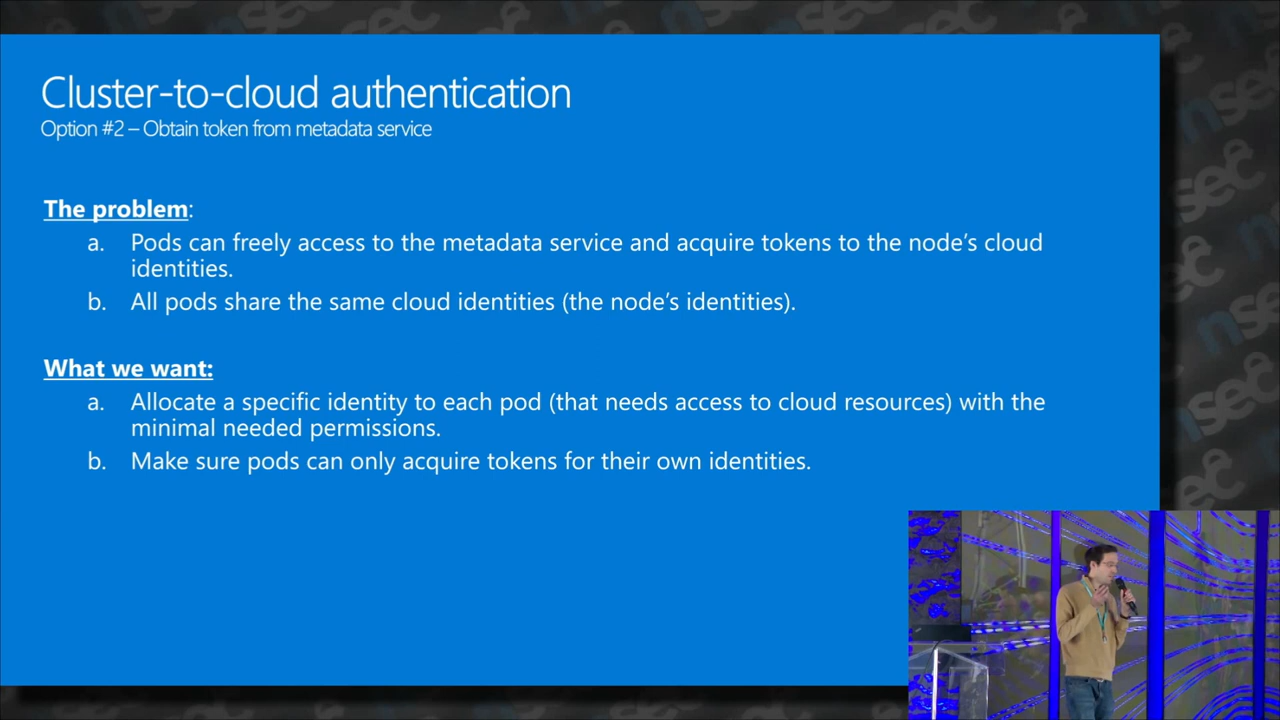 Cluster-to-cloud authentication
Option #2 – Obtain token from metadata service
The problem:
a. Pods can freely access to the metadata service and acquire tokens to the node's cloud
identities.
b. All pods share the same cloud identities (the node's identities).
What we want:
a. Allocate a specific identity to each pod (that needs access to cloud resources) with the
minimal needed permissions.
b. Make sure pods can only acquire tokens for their own identities.
nsec